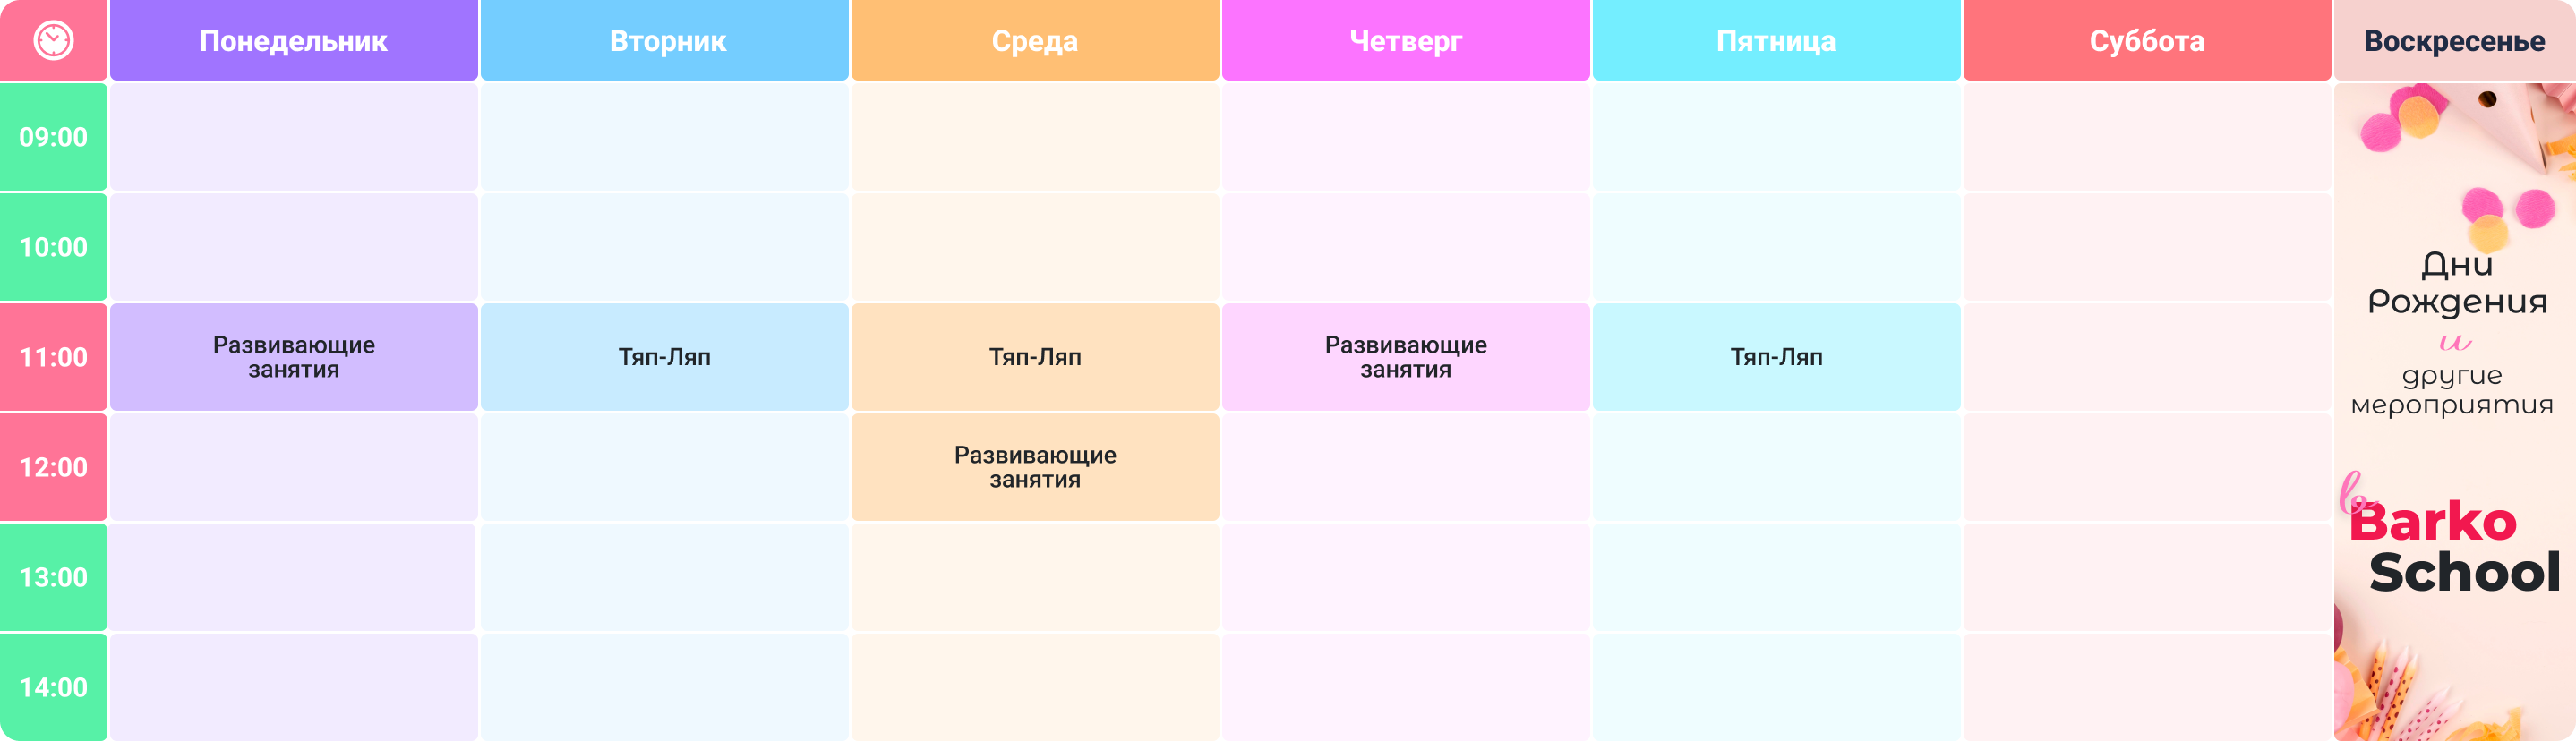 Понедельник
Вторник
Среда
Четверг
Пятница
Суббота
Воскресенье
09:00
10:00
11:00
Развивающие
занятия
Тяп-Ляп
Тяп-Ляп
Развивающие
занятия
Тяп-Ляп
12:00
Развивающие
занятия
13:00
14:00
Дни
Рождения
и
другие
мероприятия
в
Barko
School